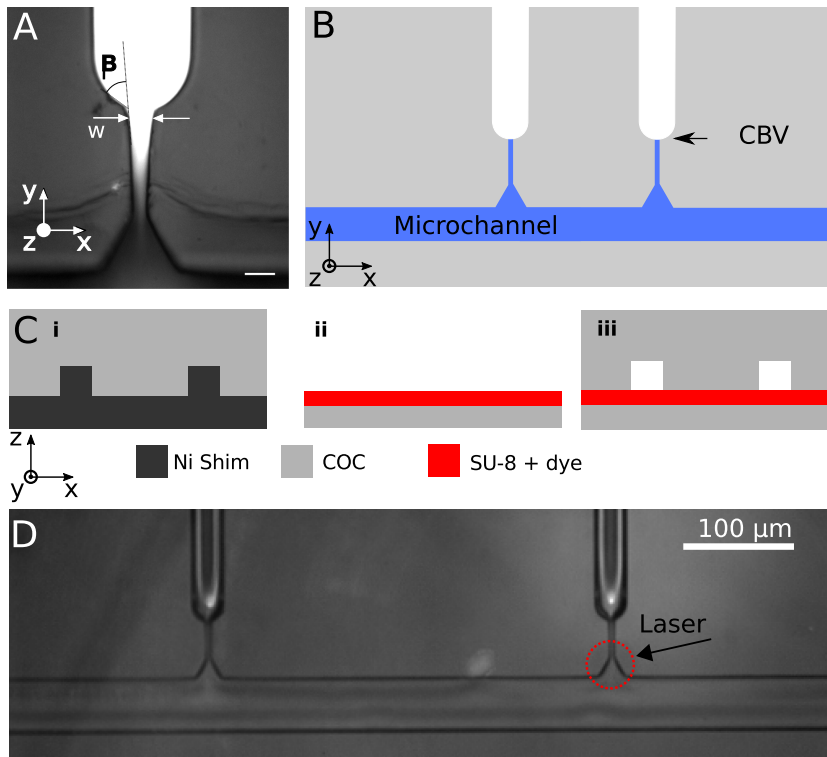 A
β
w
y
z
x
B
CBV
Microchannel
y
z
x
C
i
ii
iii
z
y
x
Ni Shim
COC
SU-8 + dye
D
100 µm
Laser